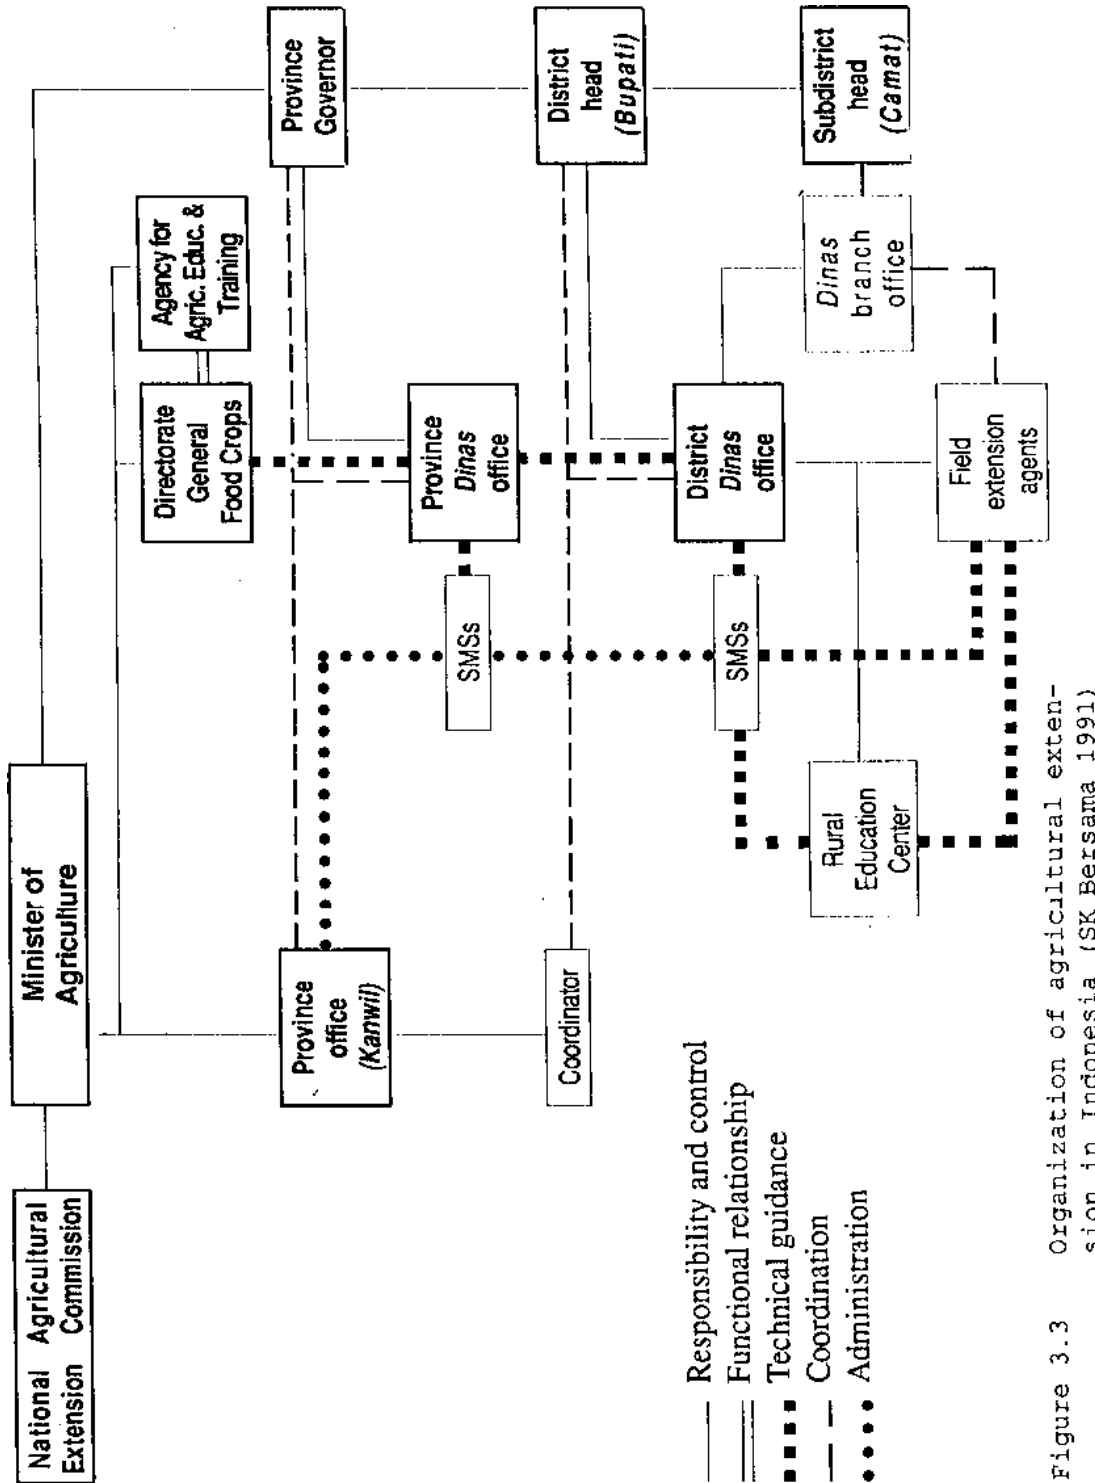 National Agricultural
Extension Commission
Minister of
Agriculture
Directorate
General
Food Crops
Agency for
Agric. Educ. &
Training
Province
office
(Kanwil)
Province
Governor
SMSs
Province
Dinas
office
Coordinator
District
head
(Bupati)
SMSs
District
Dinas
office
Rural
Education
Center
Dinas
branch
office
Subdistrict
head
(Camat)
Field
extension
agents
Responsibility and control
Functional relationship
Technical guidance
Coordination
Administration
Figure 3.3 Organization of agricultural exten-
sion in Indonesia (SK Bersama 1991)